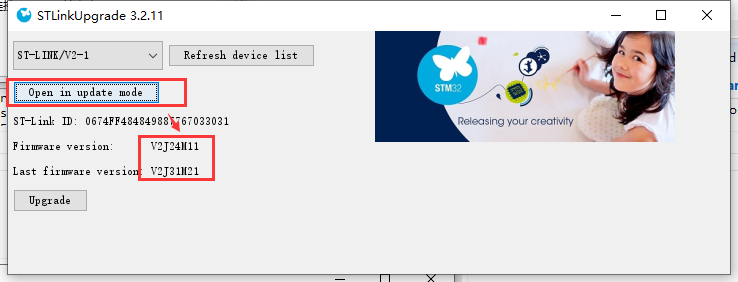 STLinkUpgrade 3.2.11
ST-LINK/V2-1
Refresh device list
Open in update mode
ST-Link ID: 0674FF484849887767033031
Firmware version: V2J24M11
Last firmware version: V2J31M21
Upgrade
STM32
Releasing your creativity